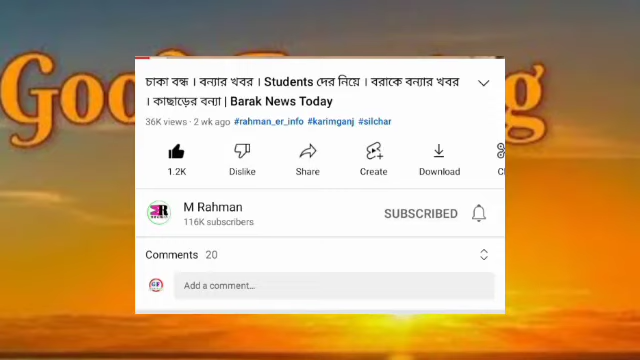 Good
g
চাকা বন্ধ । বন্যার খবর । Students দের নিয়ে । বরাকে বন্যার খবর
। কাছাড়ের বন্যা | Barak News Today
36K views · 2 wk ago #rahman_er_info #karimganj #silchar
1.2K Dislike Share Create Download
M Rahman
116K subscribers
SUBSCRIBED
Comments 20
Add a comment...